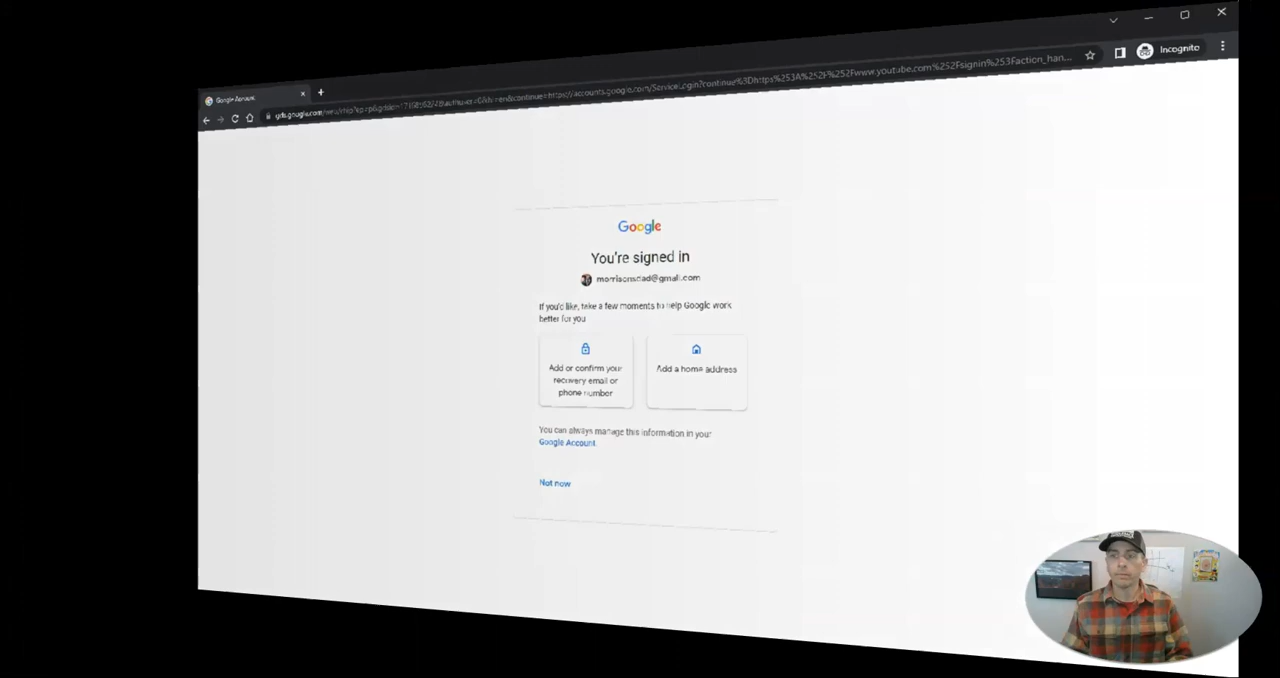 Google Account
Incognito
Google
You're signed in
morrisonsdad@gmail.com
If you'd like, take a few moments to help Google work
better for you
Add or confirm your
recovery email or
phone number
Add a home address
You can always manage this information in your
Google Account.
Not now